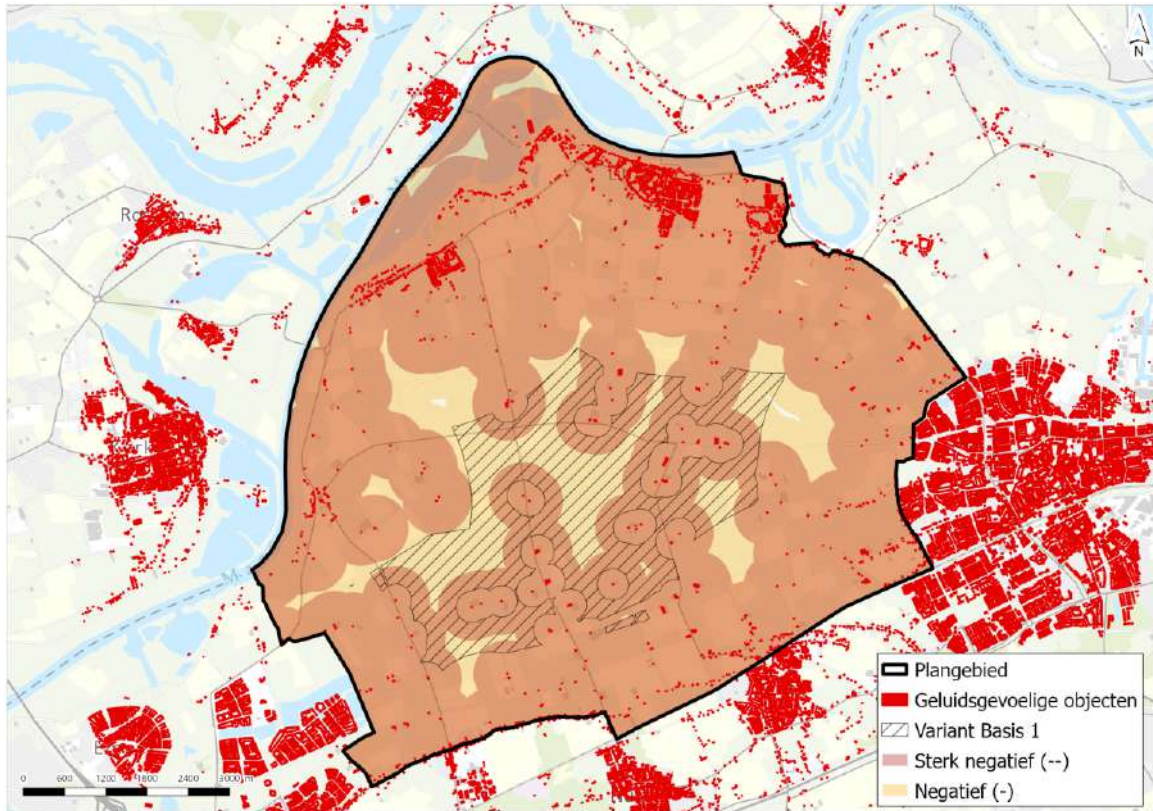 N
Plangebied
Geluidsgevoelige objecten
Variant Basis 1
Sterk negatief (--)
Negatief (-)
0 600 1200 1800 2400 3000 m